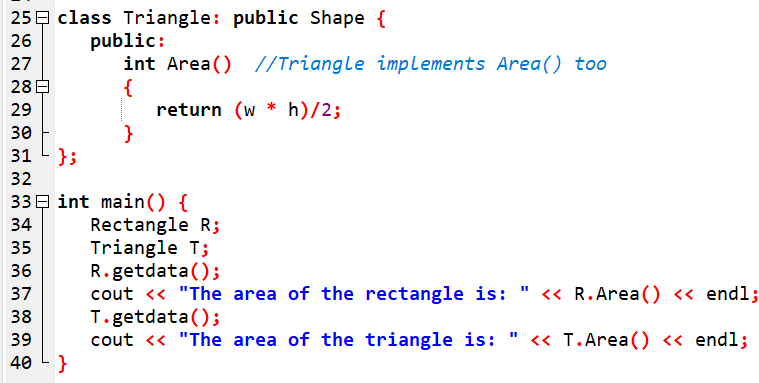 25 class Triangle: public Shape {
26 public:
27 int Area() //Triangle implements Area() too
28 {
29 return (w * h)/2;
30 }
31 };
32
33 int main() {
34 Rectangle R;
35 Triangle T;
36 R.getdata();
37 cout << "The area of the rectangle is: " << R.Area() << endl;
38 T.getdata();
39 cout << "The area of the triangle is: " << T.Area() << endl;
40 }